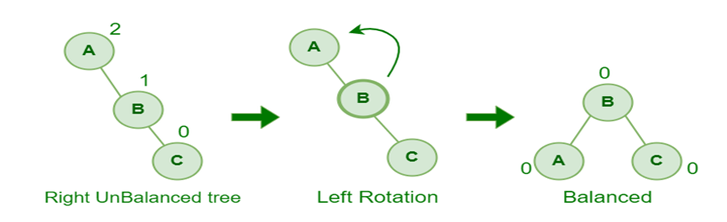 A 2
B 1
C 0
Right UnBalanced tree
A
B
C
Left Rotation
0
B
0 A C 0
Balanced